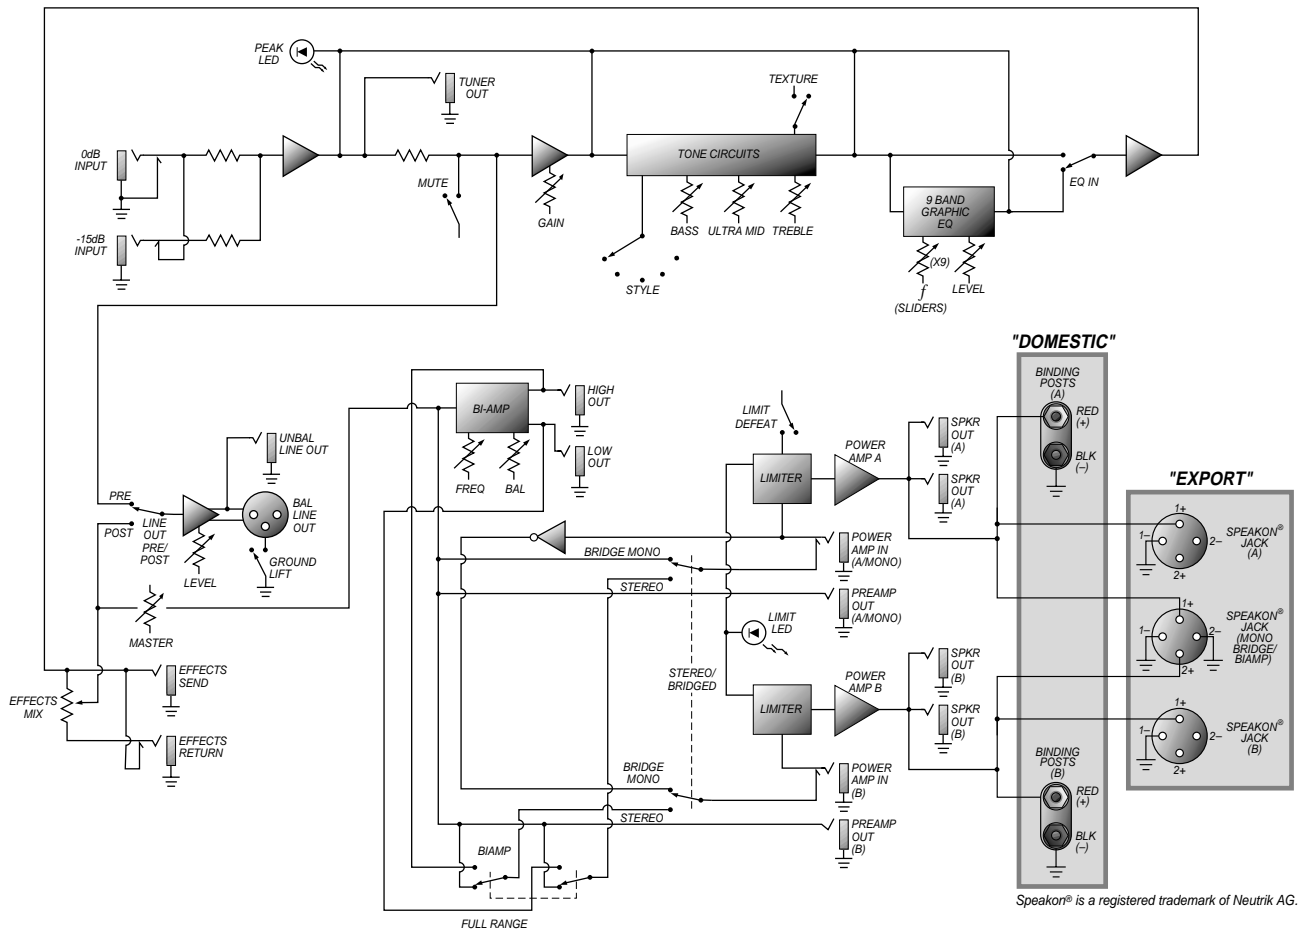 PEAK
LED
TUNER
OUT
TEXTURE
0dB
INPUT
-15dB
INPUT
MUTE
GAIN
TONE CIRCUITS
BASS
ULTRA MID
TREBLE
STYLE
9 BAND
GRAPHIC
EQ
(X9)
f
(SLIDERS)
LEVEL
EQ IN
"DOMESTIC"
BINDING
POSTS
(A)
RED
(+)
BLK
(–)
"EXPORT"
1+
1–
2–
2+
SPEAKON®
JACK
(A)
1+
1–
2–
2+
SPEAKON®
JACK
(MONO
BRIDGE/
BIAMP)
1+
1–
2–
2+
SPEAKON®
JACK
(B)
BINDING
POSTS
(B)
RED
(+)
BLK
(–)
BI-AMP
HIGH
OUT
LOW
OUT
FREQ
BAL
LIMIT
DEFEAT
LIMITER
POWER
AMP A
SPKR
OUT
(A)
SPKR
OUT
(A)
UNBAL
LINE OUT
BAL
LINE
OUT
PRE
POST
LINE
OUT
PRE/
POST
LEVEL
GROUND
LIFT
MASTER
BRIDGE MONO
STEREO
POWER
AMP IN
(A/MONO)
PREAMP
OUT
(A/MONO)
LIMIT
LED
STEREO/
BRIDGED
EFFECTS
SEND
EFFECTS
MIX
EFFECTS
RETURN
LIMITER
POWER
AMP B
SPKR
OUT
(B)
SPKR
OUT
(B)
BRIDGE
MONO
STEREO
POWER
AMP IN
(B)
PREAMP
OUT
(B)
BIAMP
FULL RANGE
Speakon® is a registered trademark of Neutrik AG.